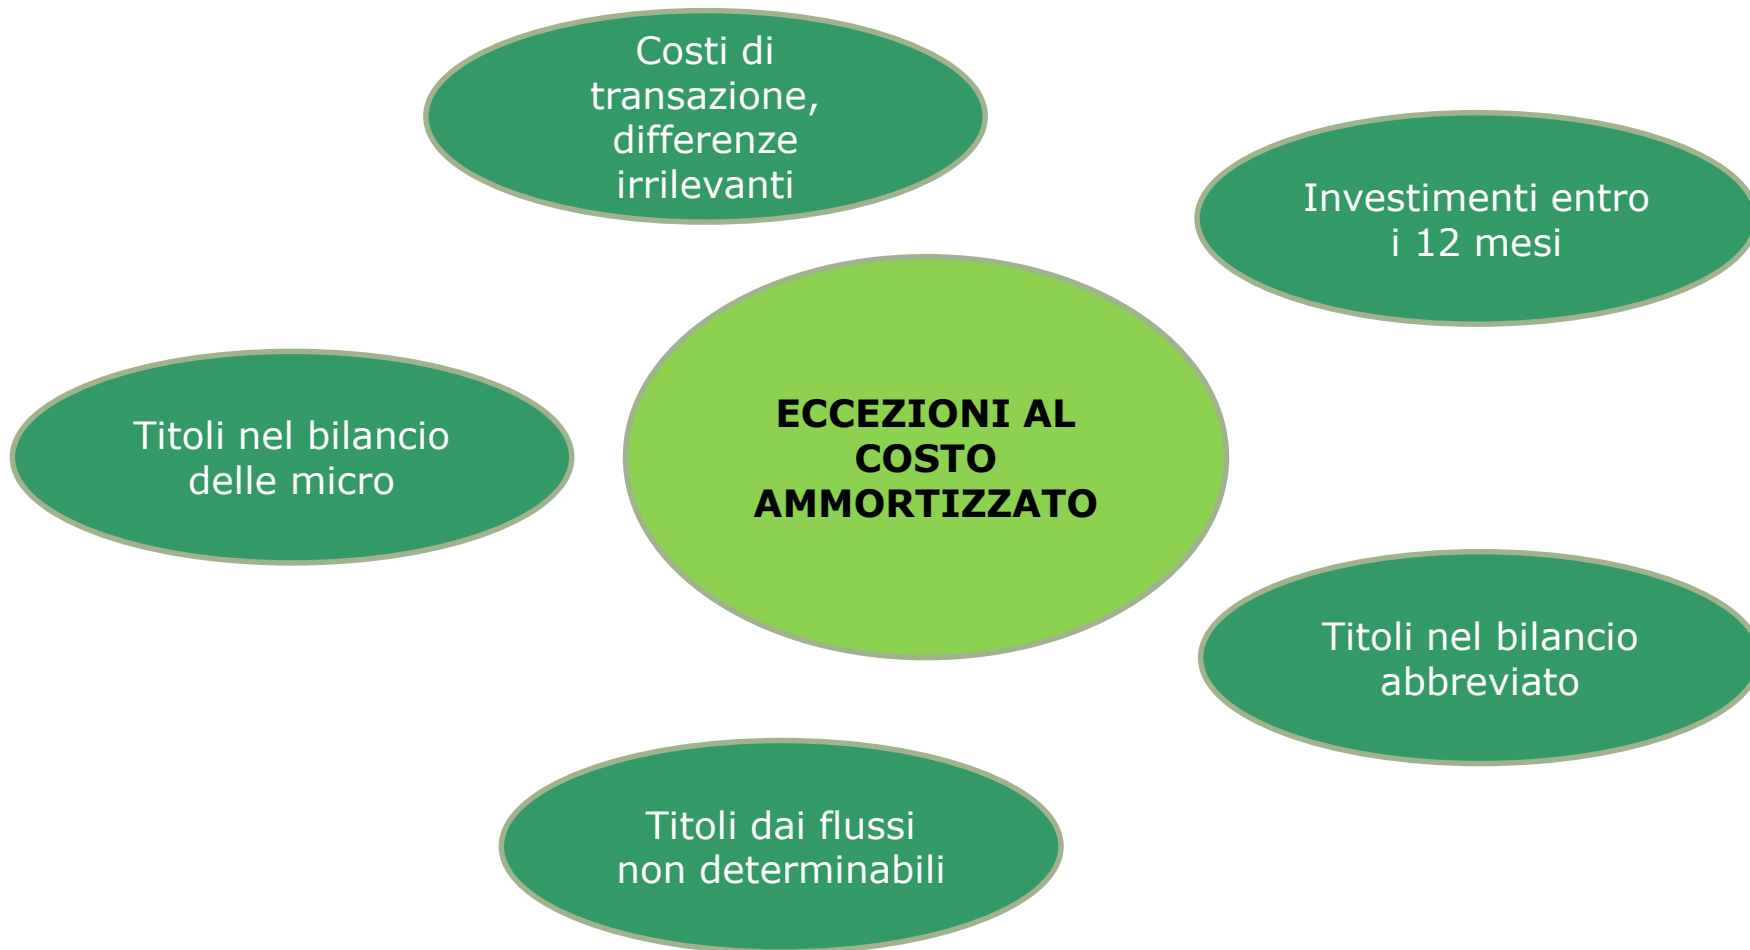 Costi di
transazione,
differenze
irrilevanti
Investimenti entro
i 12 mesi
ECCEZIONI AL
COSTO
AMMORTIZZATO
Titoli nel bilancio
delle micro
Titoli nel bilancio
abbreviato
Titoli dai flussi
non determinabili